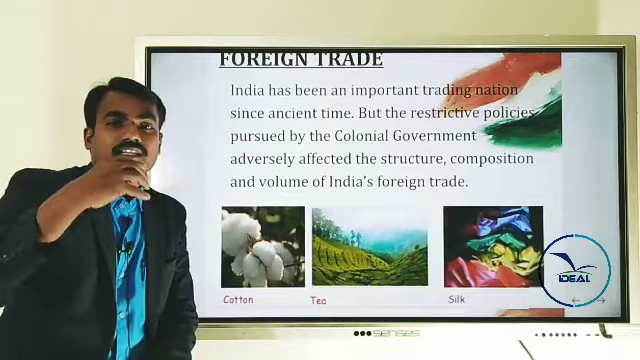 FOREIGN TRADE
India has been an important trading nation
since ancient time. But the restrictive policies
pursued by the Colonial Government
adversely affected the structure, composition
and volume of India's foreign trade.
Cotton
Tea
Silk
IDEAL
senses